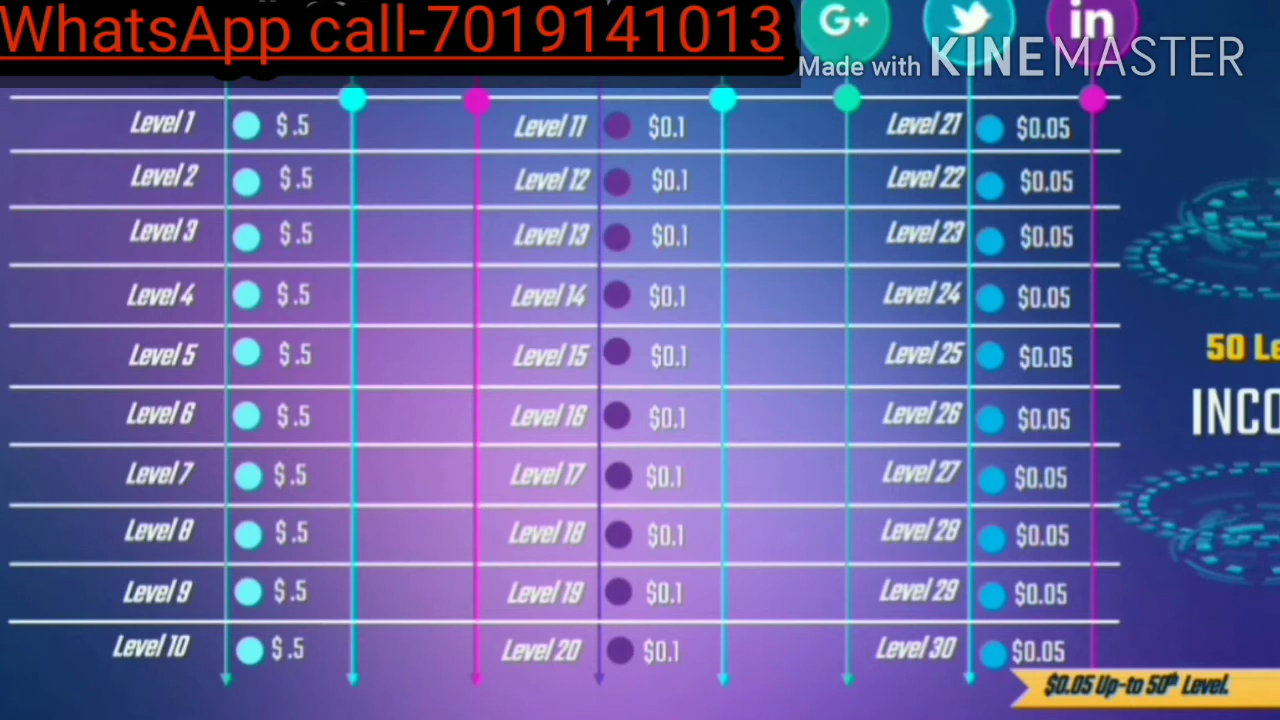 WhatsApp call-7019141013
G+
in
Made with KINEMASTER
Level 1 $.5 Level 11 $0.1 Level 21 $0.05
Level 2 $.5 Level 12 $0.1 Level 22 $0.05
Level 3 $.5 Level 13 $0.1 Level 23 $0.05
Level 4 $.5 Level 14 $0.1 Level 24 $0.05
Level 5 $.5 Level 15 $0.1 Level 25 $0.05
Level 6 $.5 Level 16 $0.1 Level 26 $0.05
Level 7 $.5 Level 17 $0.1 Level 27 $0.05
Level 8 $.5 Level 18 $0.1 Level 28 $0.05
Level 9 $.5 Level 19 $0.1 Level 29 $0.05
Level 10 $.5 Level 20 $0.1 Level 30 $0.05
50 Le
INCO
$0.05 Up-to 50th Level.